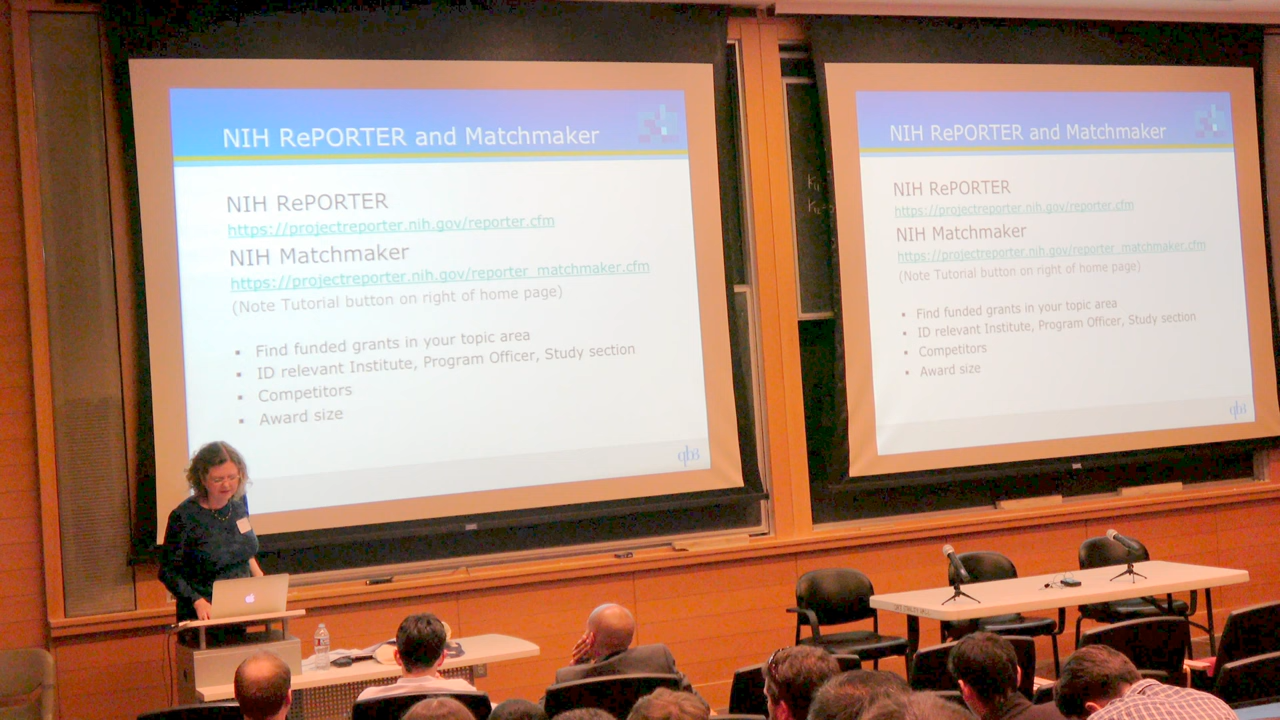 NIH RePORTER and Matchmaker
NIH RePORTER
https://projectreporter.nih.gov/reporter.cfm
NIH Matchmaker
https://projectreporter.nih.gov/reporter_matchmaker.cfm
(Note Tutorial button on right of home page)
▪ Find funded grants in your topic area
▪ ID relevant Institute, Program Officer, Study section
▪ Competitors
▪ Award size
qb3
NIH RePORTER and Matchmaker
NIH RePORTER
https://projectreporter.nih.gov/reporter.cfm
NIH Matchmaker
https://projectreporter.nih.gov/reporter_matchmaker.cfm
(Note Tutorial button on right of home page)
▪ Find funded grants in your topic area
▪ ID relevant Institute, Program Officer, Study section
▪ Competitors
▪ Award size
qb3